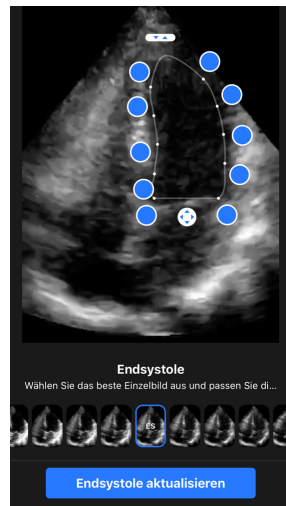 Endsystole
Wählen Sie das beste Einzelbild aus und passen Sie di...
ES
Endsystole aktualisieren